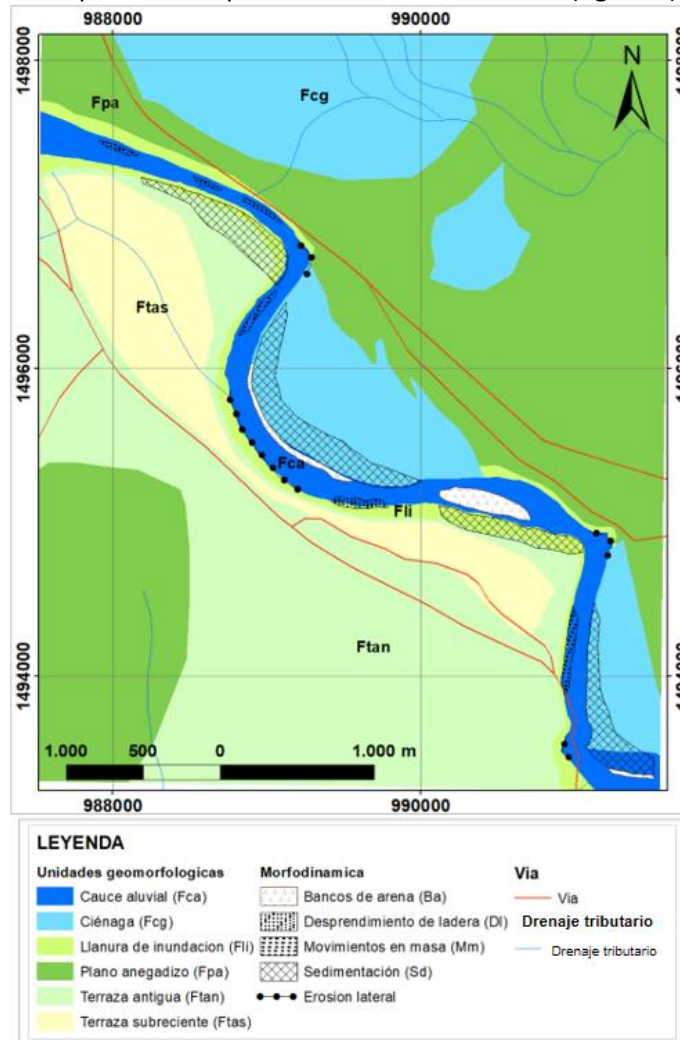 988000 990000
1498000
N
Fcg
Fpa
1496000 1496000
Ftas
Fca
Fli
Ftan
1494000 1494000
1.000 500 0 1.000 m
988000 990000
LEYENDA
Unidades geomorfologicas
Cauce aluvial (Fca)
Ciénaga (Fcg)
Llanura de inundacion (Fli)
Plano anegadizo (Fpa)
Terraza antigua (Ftan)
Terraza subreciente (Ftas)
Morfodinamica
Bancos de arena (Ba)
Desprendimiento de ladera (Dl)
Movimientos en masa (Mm)
Sedimentación (Sd)
Erosion lateral
Via
Via
Drenaje tributario
Drenaje tributario